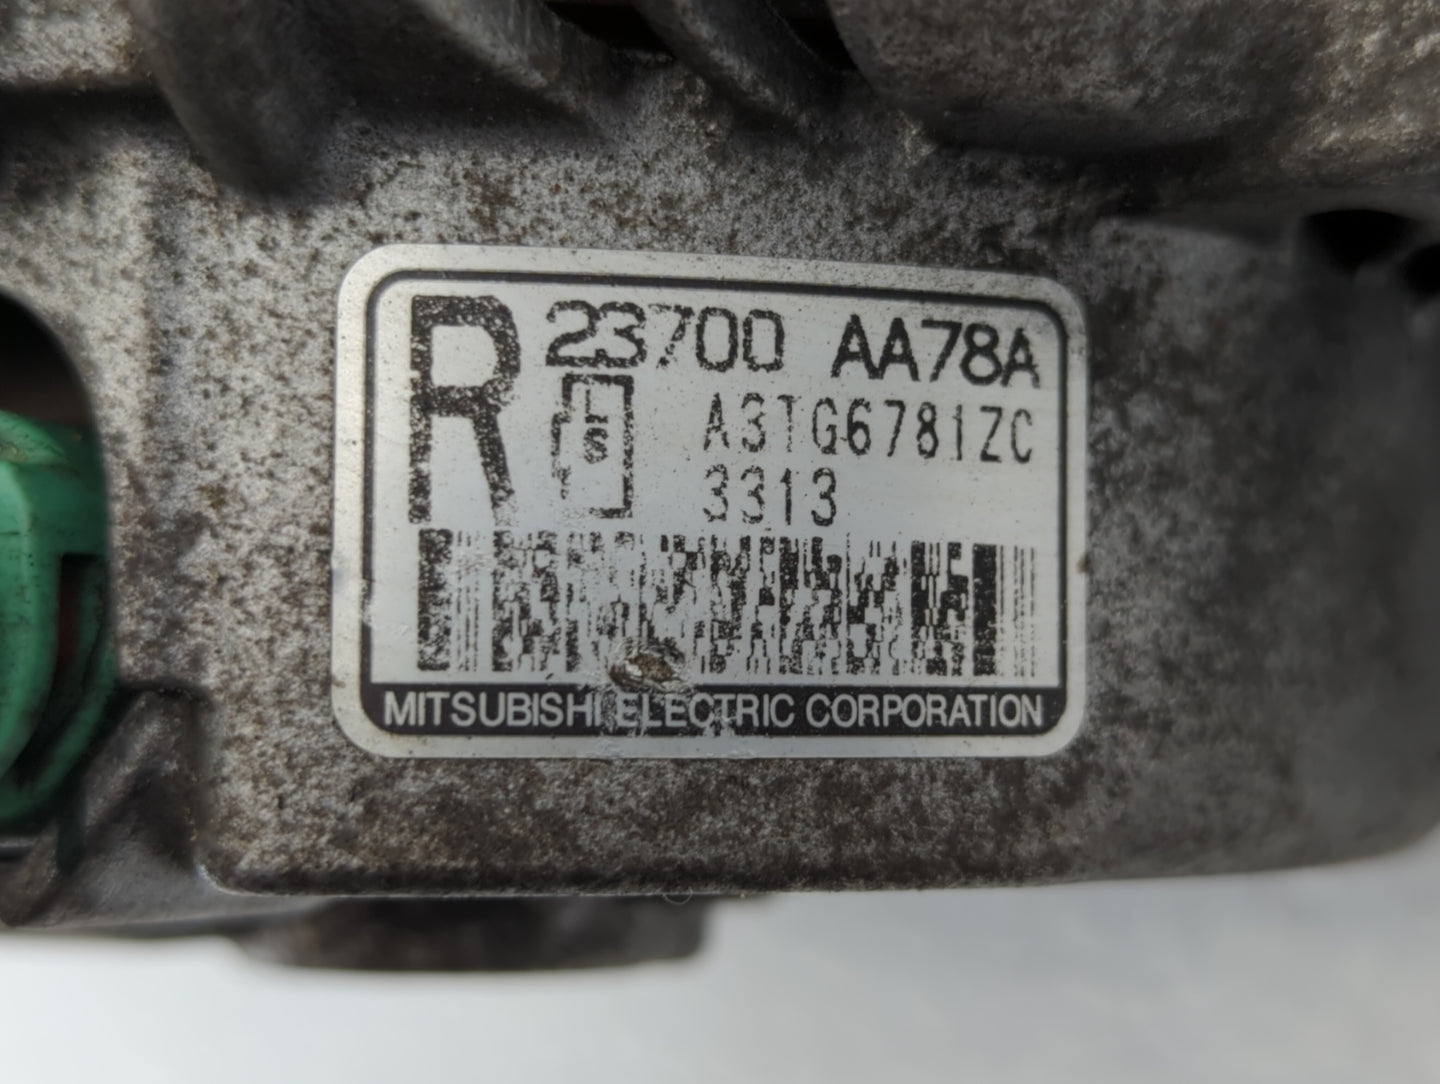 R 23700 AA78A
S A3TG6781ZC
3313
MITSUBISHI ELECTRIC CORPORATION